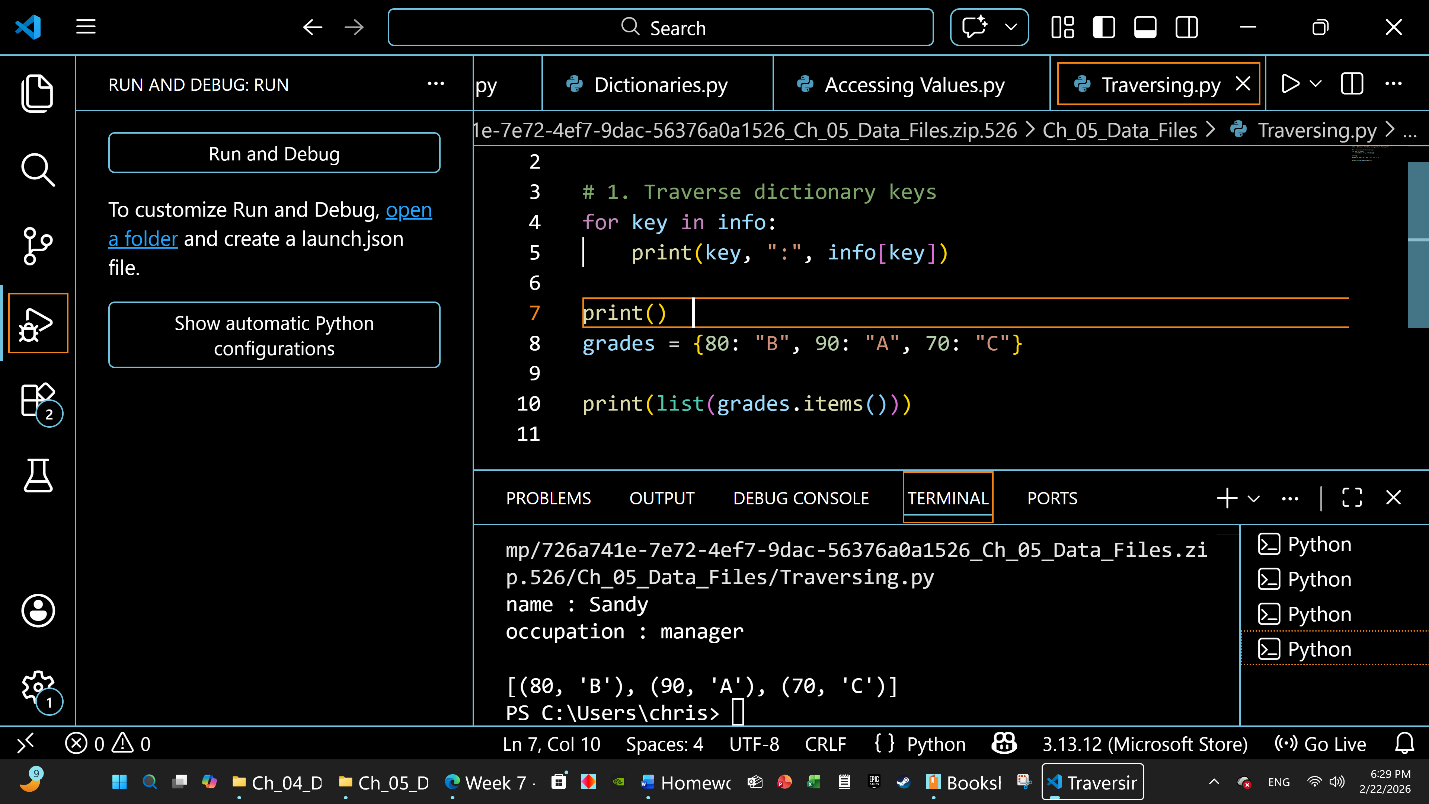 Search
RUN AND DEBUG: RUN
···
py
Dictionaries.py
Accessing Values.py
Traversing.py
···
1e-7e72-4ef7-9dac-56376a0a1526_Ch_05_Data_Files.zip.526 > Ch_05_Data_Files > Traversing.py > ...
Run and Debug
To customize Run and Debug, open
a folder and create a launch.json
file.
Show automatic Python
configurations
2
3 # 1. Traverse dictionary keys
4 for key in info:
5     print(key, ":", info[key])
6
7 print()
8 grades = {80: "B", 90: "A", 70: "C"}
9
10 print(list(grades.items()))
11
2
1
PROBLEMS OUTPUT DEBUG CONSOLE TERMINAL PORTS
mp/726a741e-7e72-4ef7-9dac-56376a0a1526_Ch_05_Data_Files.zi
p.526/Ch_05_Data_Files/Traversing.py
name : Sandy
occupation : manager
[(80, 'B'), (90, 'A'), (70, 'C')]
PS C:\Users\chris>
Python
Python
Python
Python
0 0 Ln 7, Col 10 Spaces: 4 UTF-8 CRLF {} Python 3.13.12 (Microsoft Store) Go Live
9 Ch_04_D Ch_05_D Week 7 - Homewo Booksl Traversir ENG
6:29 PM
2/22/2026